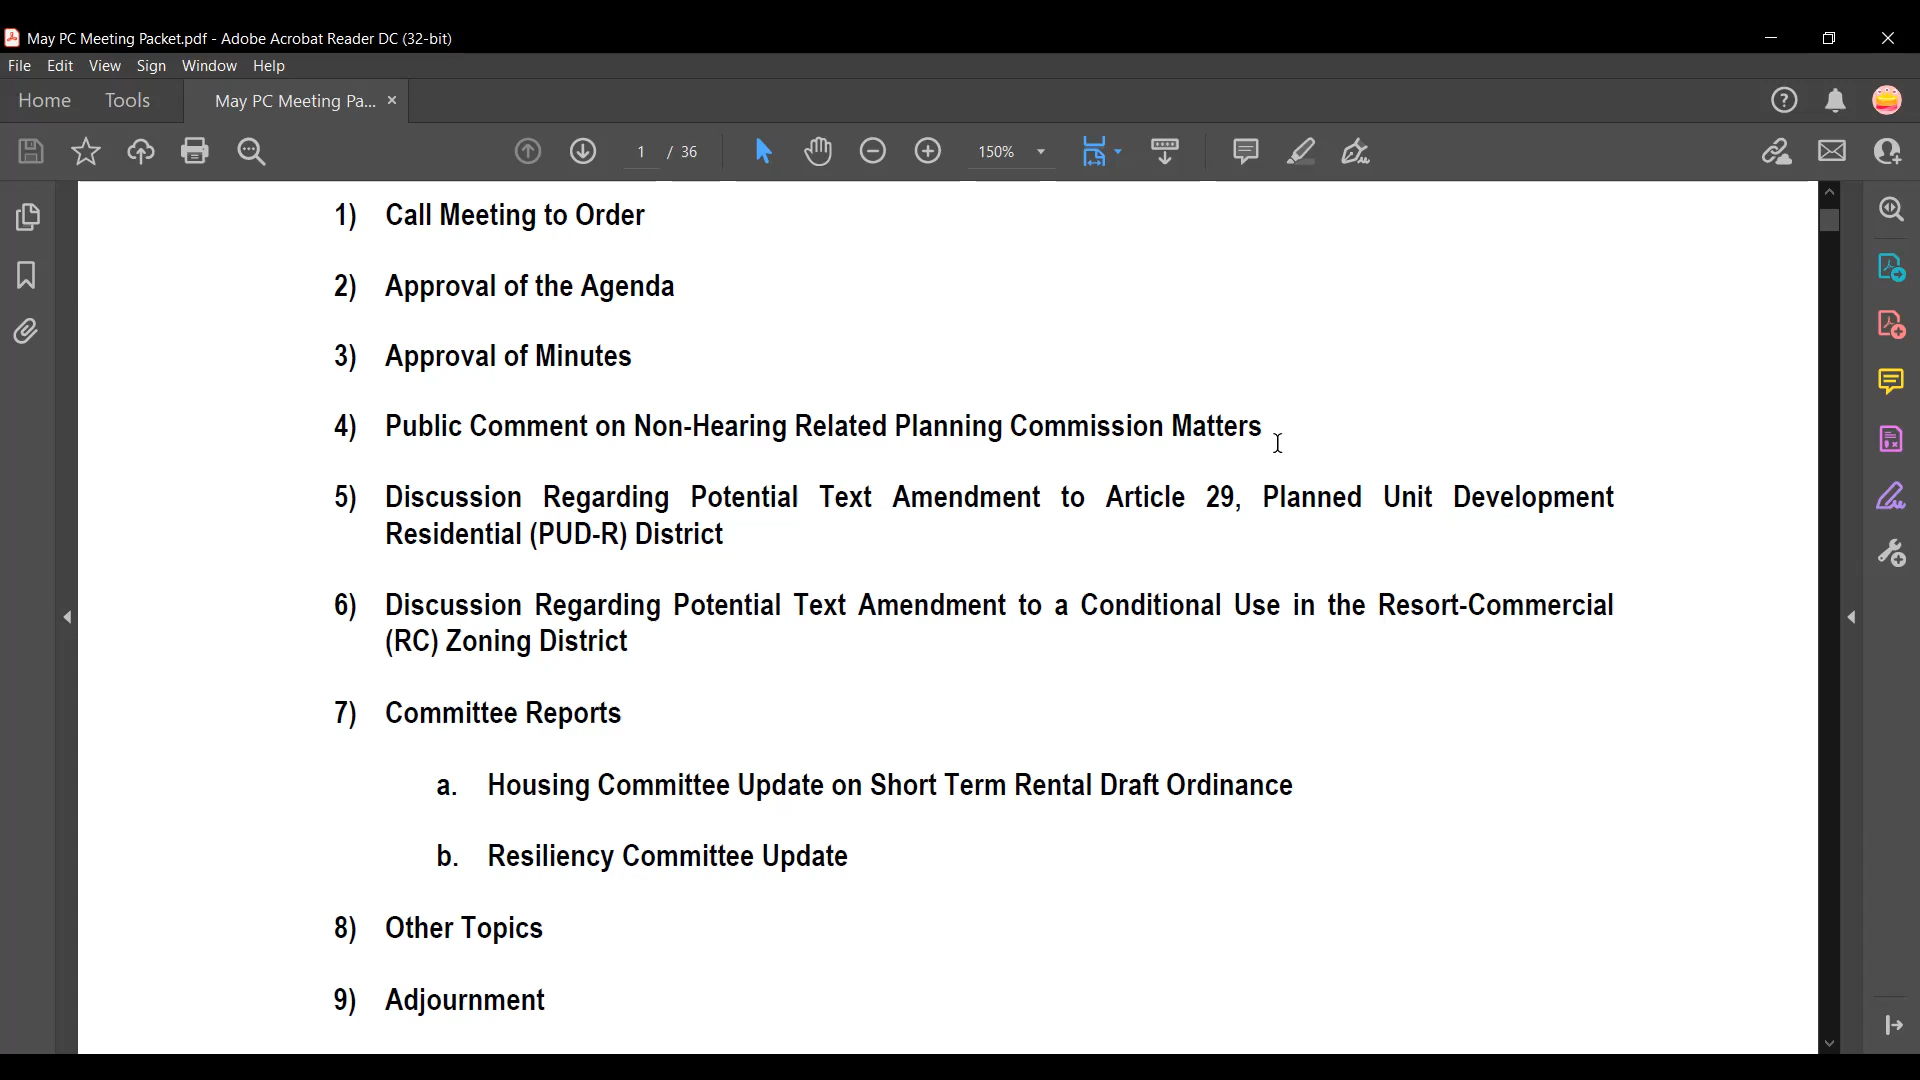 May PC Meeting Packet.pdf - Adobe Acrobat Reader DC (32-bit)
File Edit View Sign Window Help
Home Tools May PC Meeting Pa...
1 / 36 150%
1) Call Meeting to Order
2) Approval of the Agenda
3) Approval of Minutes
4) Public Comment on Non-Hearing Related Planning Commission Matters
5) Discussion Regarding Potential Text Amendment to Article 29, Planned Unit Development
Residential (PUD-R) District
6) Discussion Regarding Potential Text Amendment to a Conditional Use in the Resort-Commercial
(RC) Zoning District
7) Committee Reports
a. Housing Committee Update on Short Term Rental Draft Ordinance
b. Resiliency Committee Update
8) Other Topics
9) Adjournment